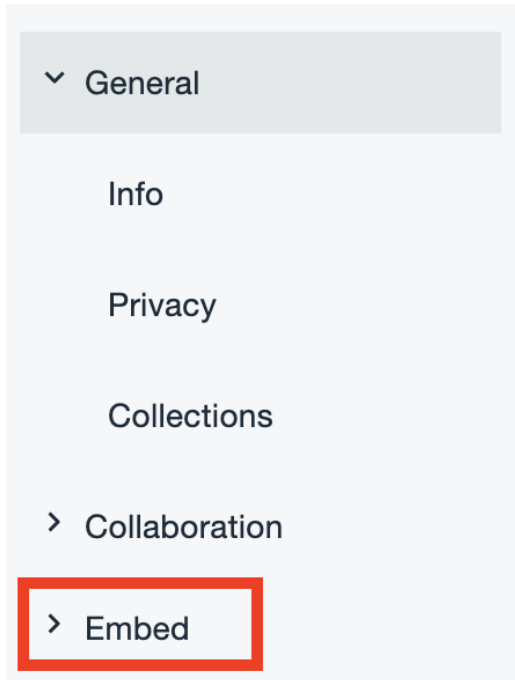 General
Info
Privacy
Collections
Collaboration
Embed